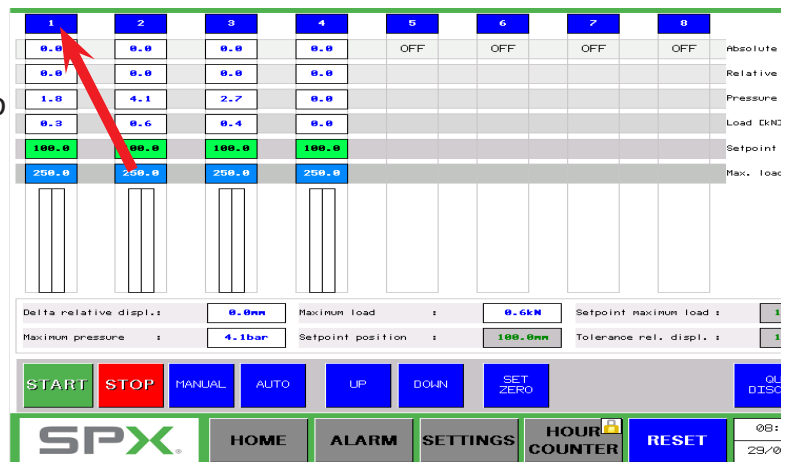 1 2 3 4 5 6 7 8
0.0 0.0 0.0 0.0 OFF OFF OFF OFF Absolute
0.0 0.0 0.0 0.0 Relative
1.8 4.1 2.7 0.0 Pressure
0.3 0.6 0.4 0.0 Load [kN]
100.0 100.0 100.0 100.0 Setpoint
250.0 250.0 250.0 250.0 Max. load
Delta relative displ.: 0.0mm Maximum load : 0.6kN Setpoint maximum load : 1
Maximum pressure : 4.1bar Setpoint position : 100.0mm Tolerance rel. displ. : 1
START STOP MANUAL AUTO UP DOWN SET
ZERO
SPX HOME ALARM SETTINGS HOUR
COUNTER RESET 08:
29/0